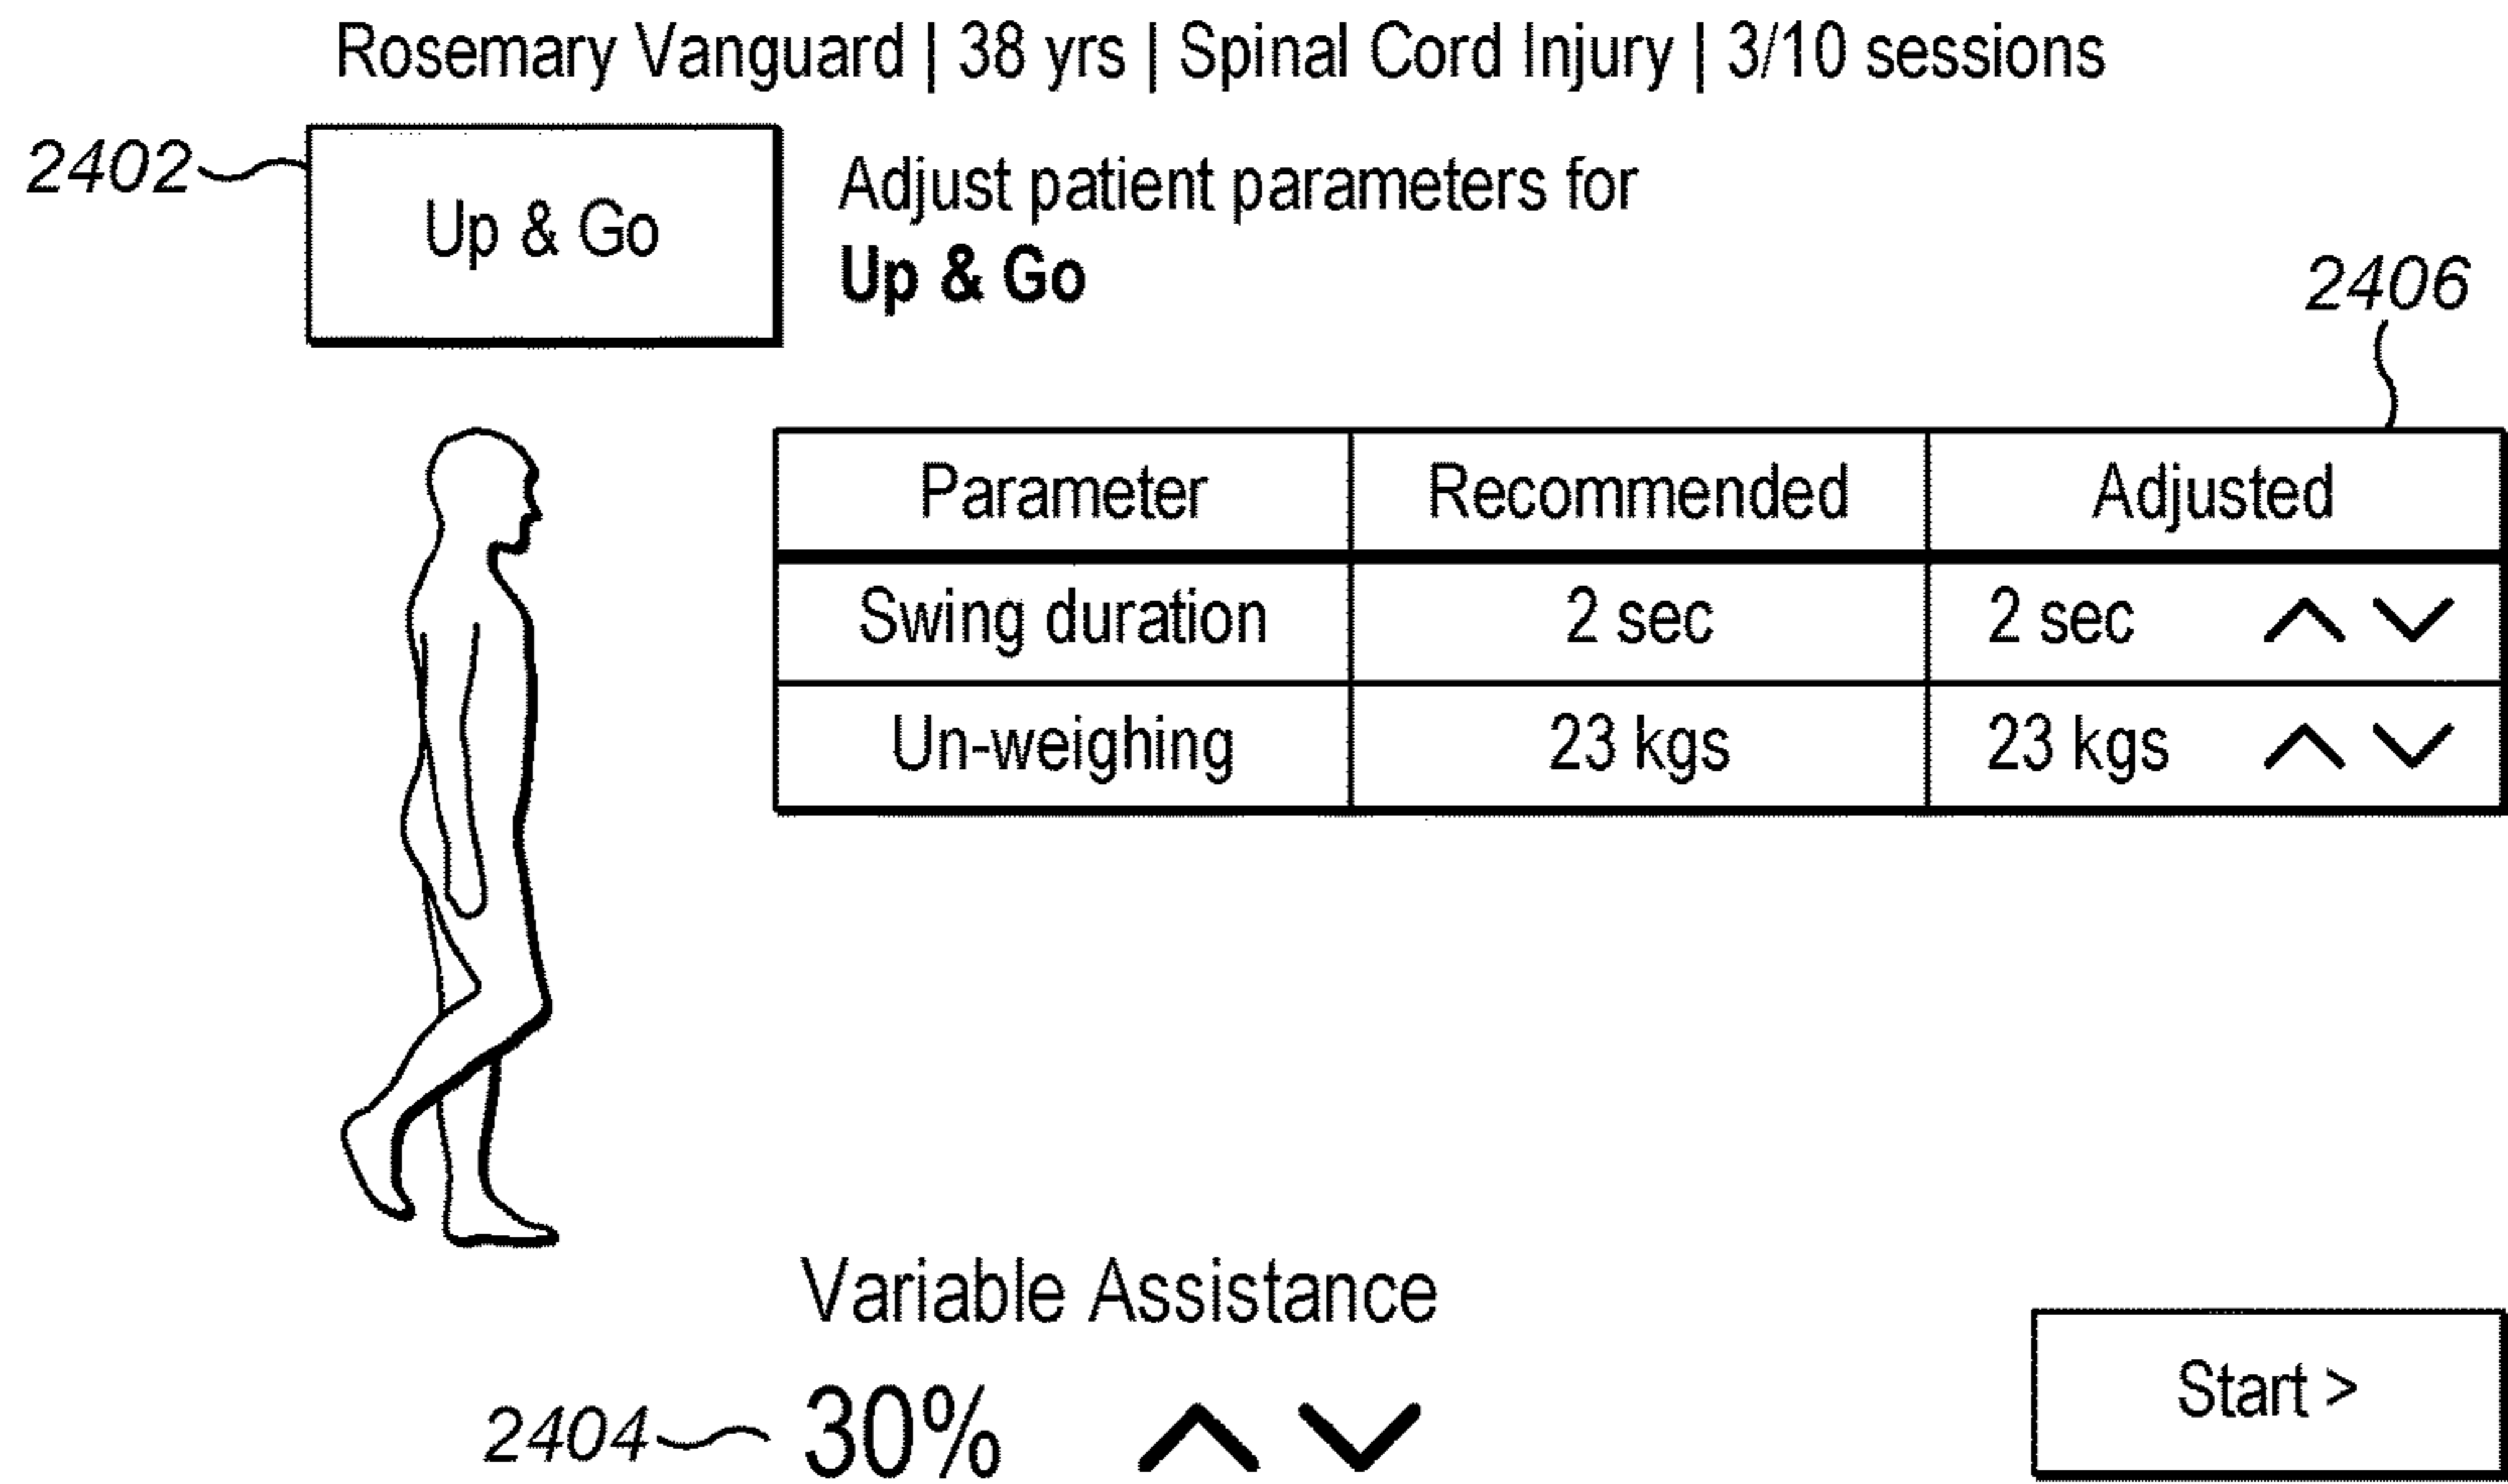 Rosemary Vanguard | 38 yrs | Spinal Cord Injury | 3/10 sessions
2402
Up & Go
Adjust patient parameters for
Up & Go
2406
Parameter Recommended Adjusted
Swing duration 2 sec 2 sec
Un-weighing 23 kgs 23 kgs
Variable Assistance
2404 30%
Start >